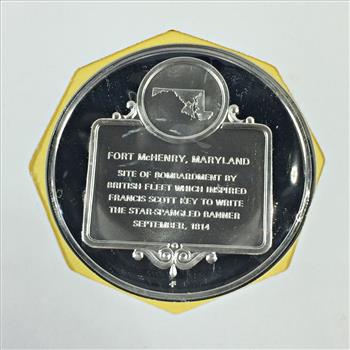 FORT McHENRY, MARYLAND
SITE OF BOMBARDMENT BY
BRITISH FLEET WHICH INSPIRED
FRANCIS SCOTT KEY TO WRITE
THE STAR-SPANGLED BANNER
SEPTEMBER, 1814